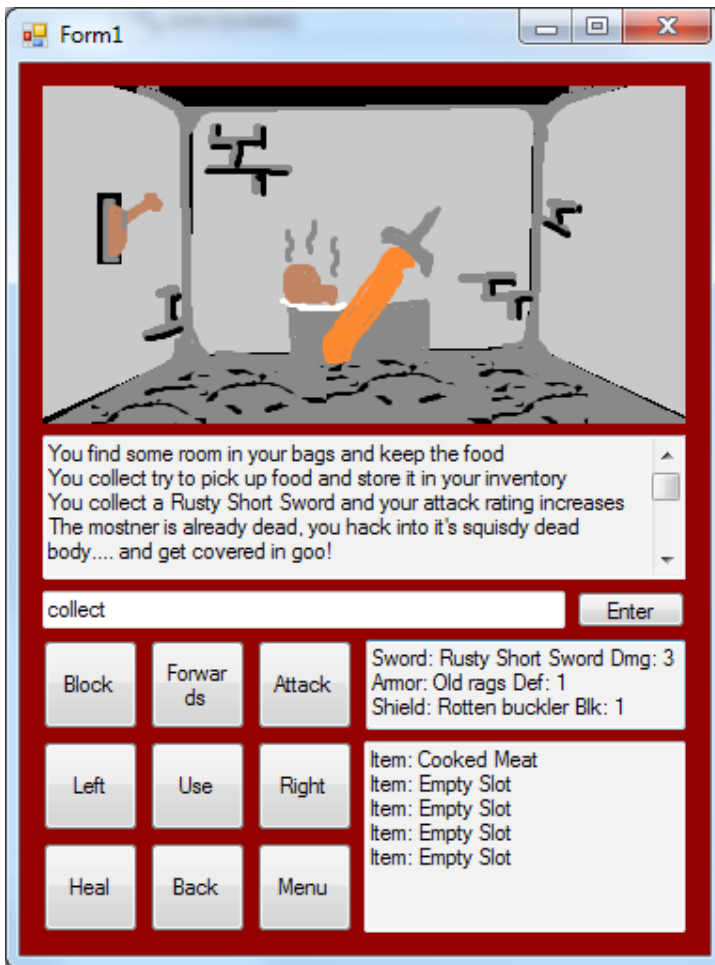 Form1
You find some room in your bags and keep the food
You collect try to pick up food and store it in your inventory
You collect a Rusty Short Sword and your attack rating increases
The mostner is already dead, you hack into it's squisdy dead
body.... and get covered in goo!
collect
Enter
Block
Forwar
ds
Attack
Sword: Rusty Short Sword Dmg: 3
Armor: Old rags Def: 1
Shield: Rotten buckler Blk: 1
Left
Use
Right
Item: Cooked Meat
Item: Empty Slot
Item: Empty Slot
Item: Empty Slot
Item: Empty Slot
Heal
Back
Menu